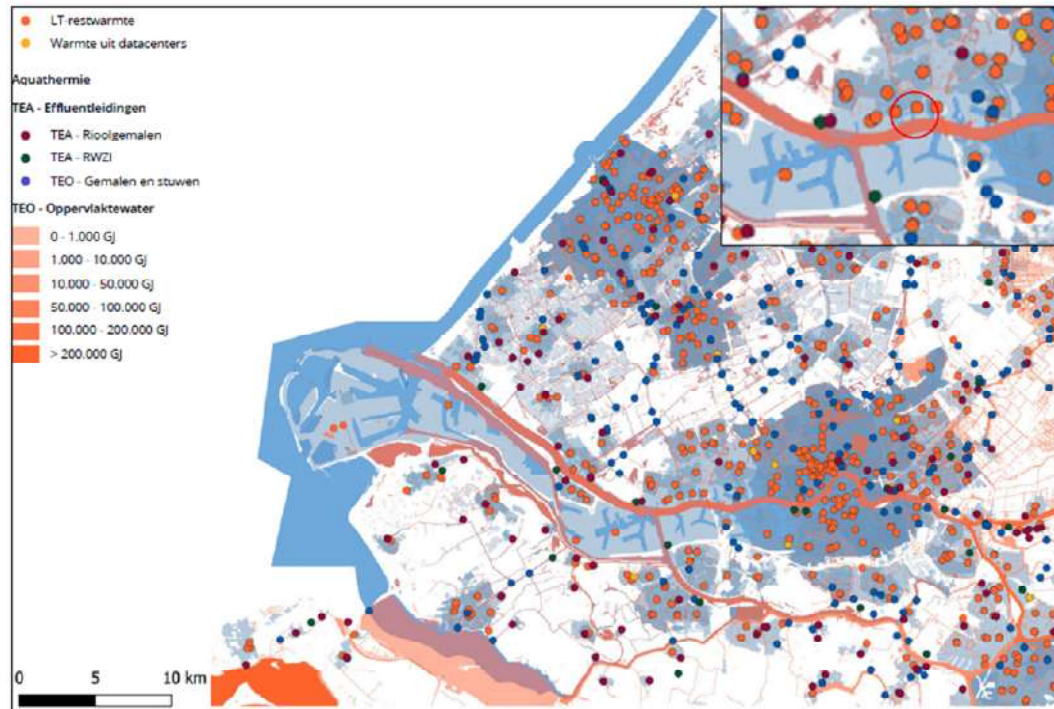 LT-restwarmte
Warmte uit datacenters
Aquathermie
TEA - Effluentleidingen
TEA - Rioolgemalen
TEA - RWZI
TEO - Gemalen en stuwen
TEO - Oppervlaktewater
0 - 1.000 GJ
1.000 - 10.000 GJ
10.000 - 50.000 GJ
50.000 - 100.000 GJ
100.000 - 200.000 GJ
> 200.000 GJ
0 5 10 km